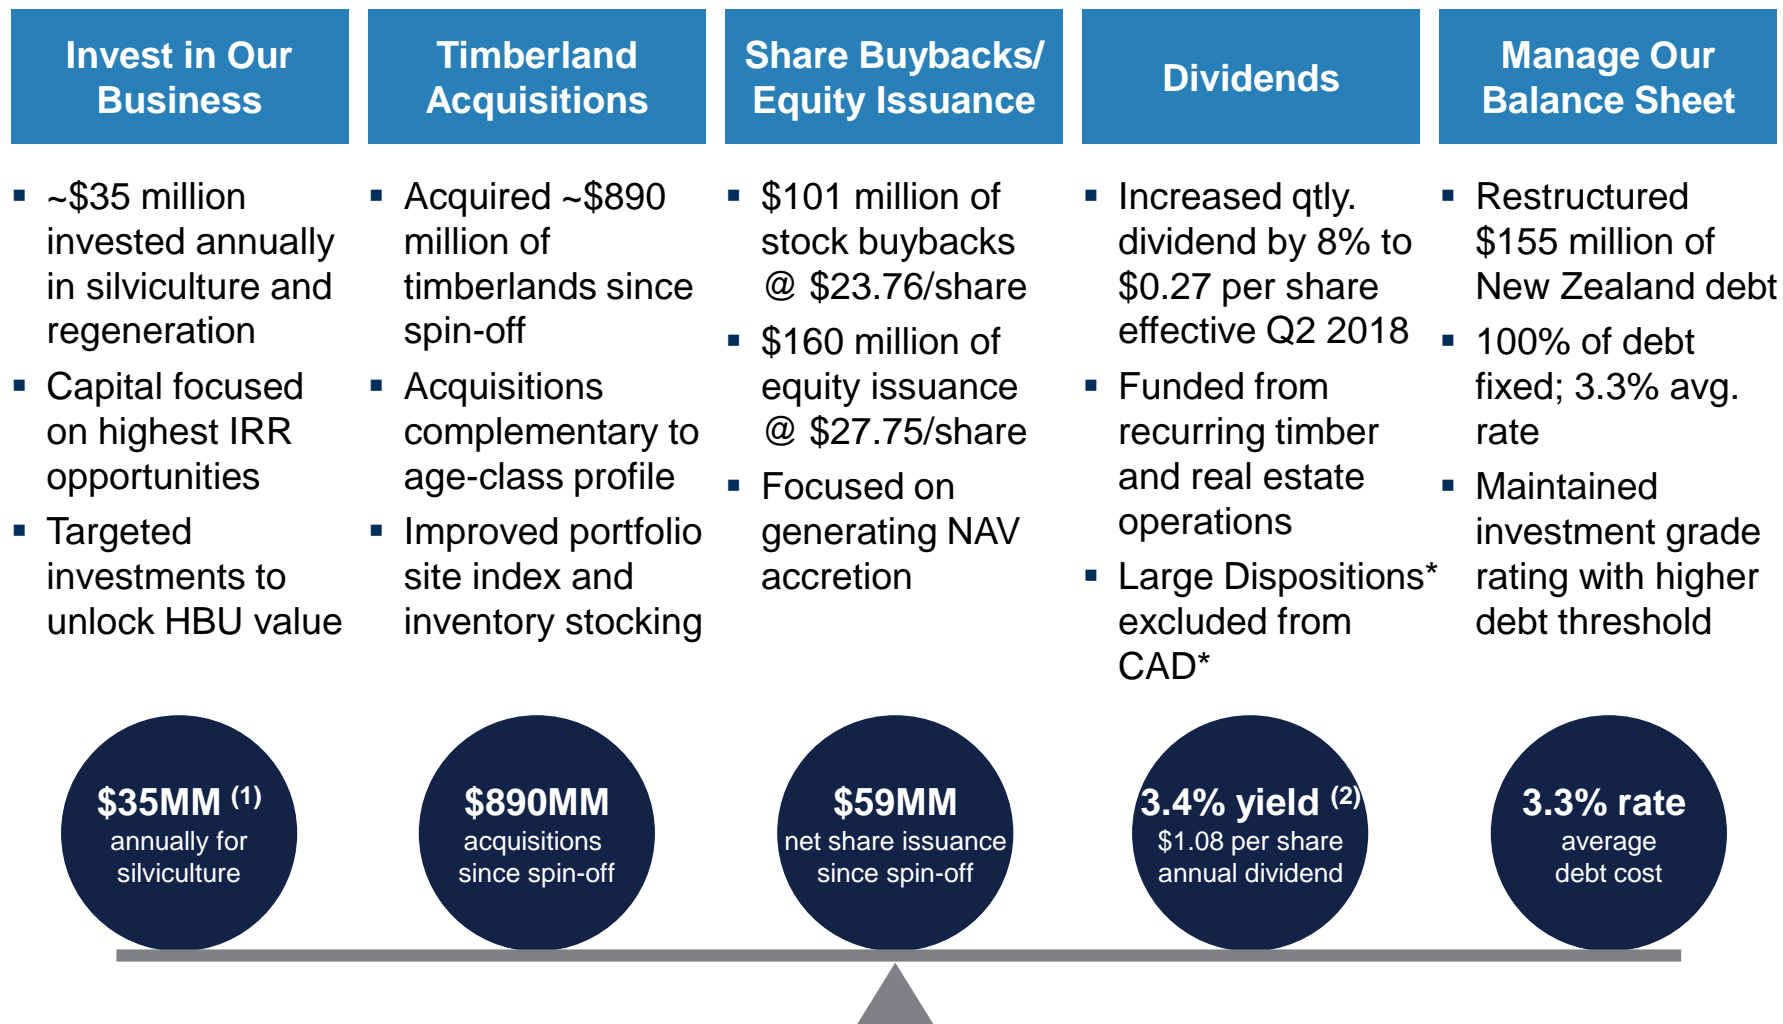 Invest in Our
Business
▪ ~$35 million
invested annually
in silviculture and
regeneration
▪ Capital focused
on highest IRR
opportunities
▪ Targeted
investments to
unlock HBU value
$35MM (1)
annually for
silviculture
Timberland
Acquisitions
▪ Acquired ~$890
million of
timberlands since
spin-off
▪ Acquisitions
complementary to
age-class profile
▪ Improved portfolio
site index and
inventory stocking
$890MM
acquisitions
since spin-off
Share Buybacks/
Equity Issuance
▪ $101 million of
stock buybacks
@ $23.76/share
▪ $160 million of
equity issuance
@ $27.75/share
▪ Focused on
generating NAV
accretion
$59MM
net share issuance
since spin-off
Dividends
▪ Increased qtly.
dividend by 8% to
$0.27 per share
effective Q2 2018
▪ Funded from
recurring timber
and real estate
operations
▪ Large Dispositions*
excluded from
CAD*
3.4% yield (2)
$1.08 per share
annual dividend
Manage Our
Balance Sheet
▪ Restructured
$155 million of
New Zealand debt
▪ 100% of debt
fixed; 3.3% avg.
rate
▪ Maintained
investment grade
rating with higher
debt threshold
3.3% rate
average
debt cost